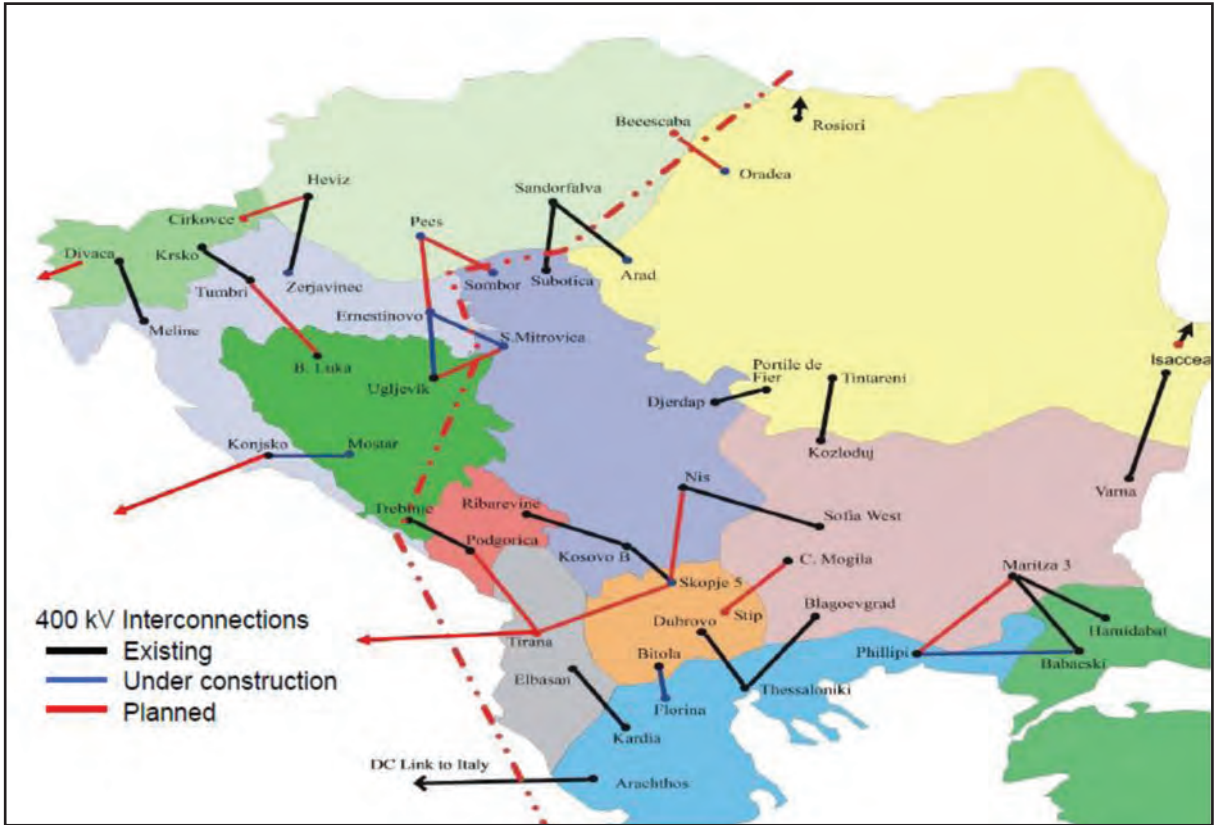 Becescaba
Rosiori
Oradea
Heviz
Sandorfalva
Cirkovce
Pecs
Divaca
Krsko
Arad
Zerjavinec
Sombor
Subotica
Tumbri
Ernestinovo
Meline
S.Mitrovica
Isaccea
B. Luka
Portile de
Fier
Tintareni
Ugljevik
Djerdap
Kozloduj
Konjsko
Mostar
Nis
Varna
Ribarevine
Trebinje
Sofia West
Podgorica
Kosovo B
C. Mogila
Maritza 3
Skopje 5
Blagoevgrad
Stip
Dubrovo
Hamidabat
Tirana
Bitola
Phillipi
Babaeski
Elbasan
Thessaloniki
Florina
Kardia
DC Link to Italy
Arachthos
400 kV Interconnections
Existing
Under construction
Planned